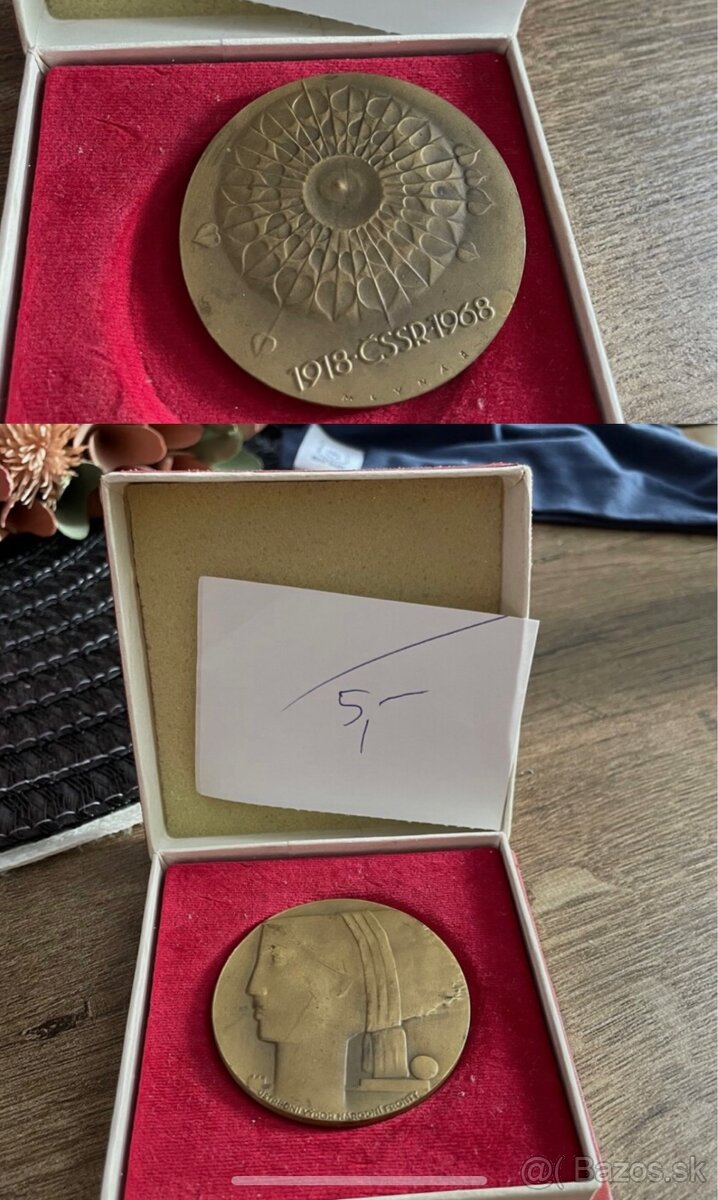 1918·ČSSR·1968
MLYNÁŘ
5,-
ÚSTŘEDNÍ VÝBOR NÁRODNÍ FRONTY
@( Bazos.sk